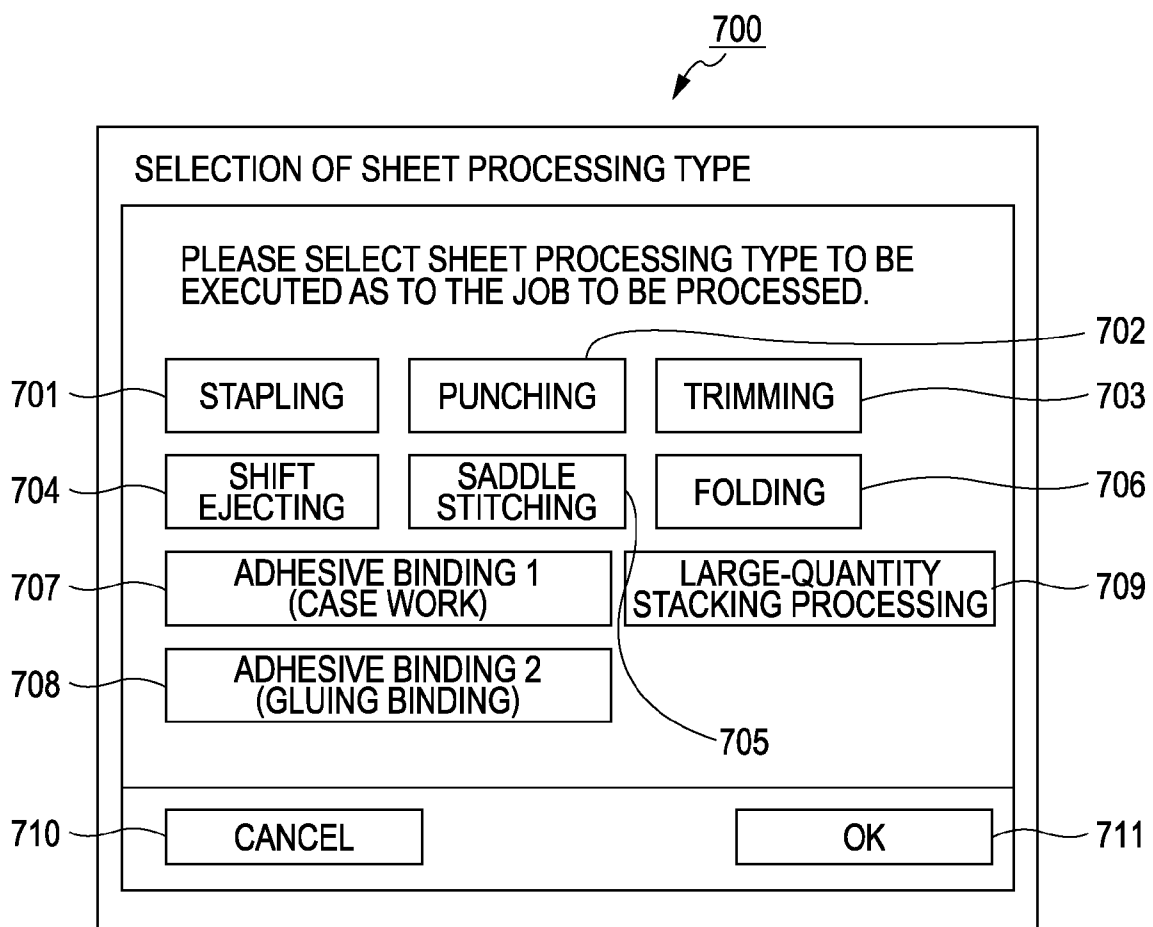 700
SELECTION OF SHEET PROCESSING TYPE
PLEASE SELECT SHEET PROCESSING TYPE TO BE
EXECUTED AS TO THE JOB TO BE PROCESSED.
702
701
STAPLING
PUNCHING
TRIMMING
703
704
SHIFT
EJECTING
SADDLE
STITCHING
FOLDING
706
707
ADHESIVE BINDING 1
(CASE WORK)
LARGE-QUANTITY
STACKING PROCESSING
709
708
ADHESIVE BINDING 2
(GLUING BINDING)
705
710
CANCEL
OK
711